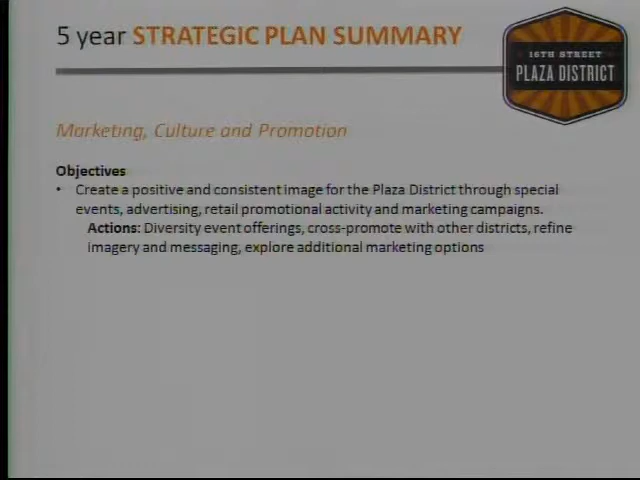 5 year STRATEGIC PLAN SUMMARY
16TH STREET
PLAZA DISTRICT
Marketing, Culture and Promotion
Objectives
• Create a positive and consistent image for the Plaza District through special
events, advertising, retail promotional activity and marketing campaigns.
Actions: Diversity event offerings, cross-promote with other districts, refine
imagery and messaging, explore additional marketing options